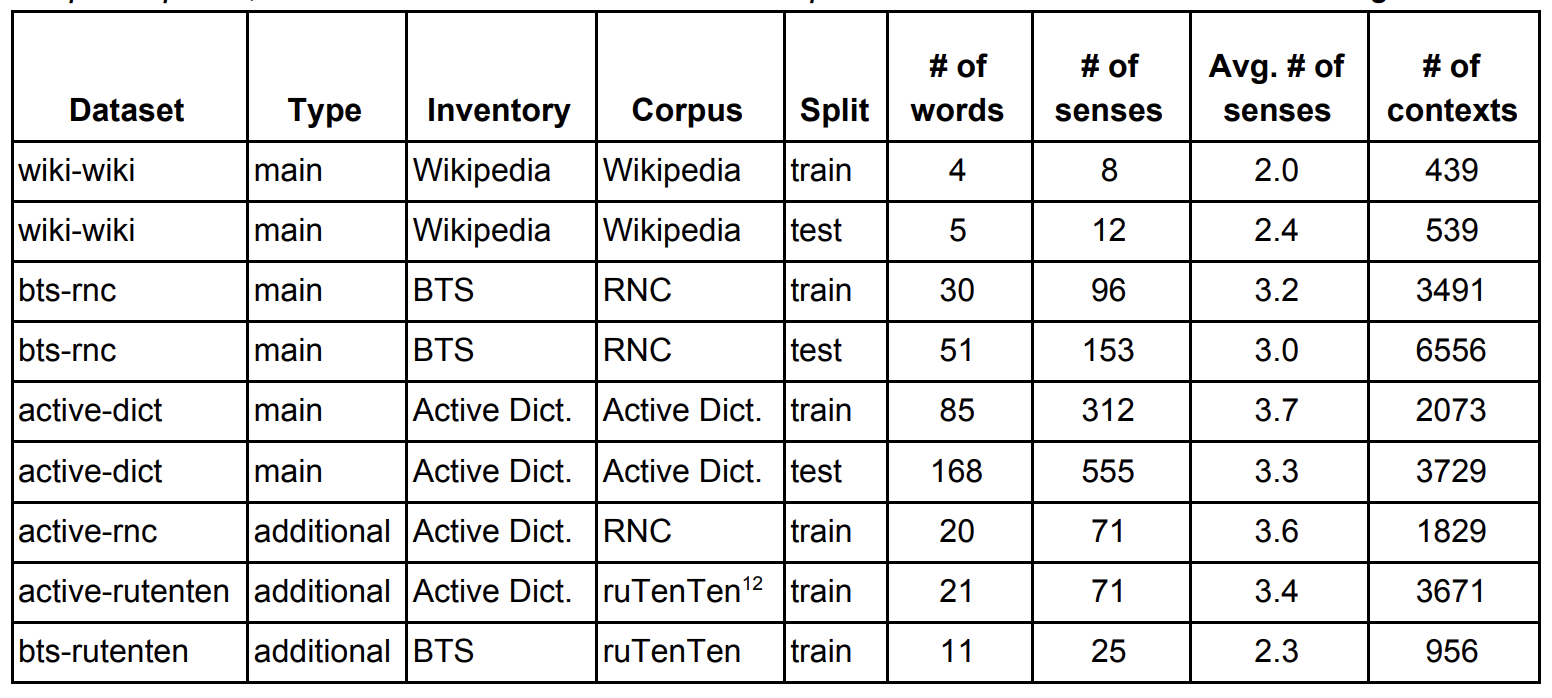 Dataset Type Inventory Corpus Split # of words # of senses Avg. # of senses # of contexts
wiki-wiki main Wikipedia Wikipedia train 4 8 2.0 439
wiki-wiki main Wikipedia Wikipedia test 5 12 2.4 539
bts-rnc main BTS RNC train 30 96 3.2 3491
bts-rnc main BTS RNC test 51 153 3.0 6556
active-dict main Active Dict. Active Dict. train 85 312 3.7 2073
active-dict main Active Dict. Active Dict. test 168 555 3.3 3729
active-rnc additional Active Dict. RNC train 20 71 3.6 1829
active-rutenten additional Active Dict. ruTenTen12 train 21 71 3.4 3671
bts-rutenten additional BTS ruTenTen train 11 25 2.3 956